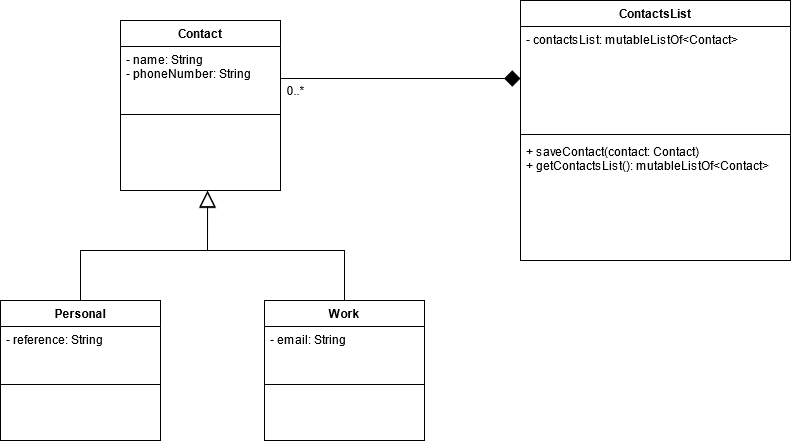 Contact
- name: String
- phoneNumber: String
0..*
ContactsList
- contactsList: mutableListOf<Contact>
+ saveContact(contact: Contact)
+ getContactsList(): mutableListOf<Contact>
Personal
- reference: String
Work
- email: String